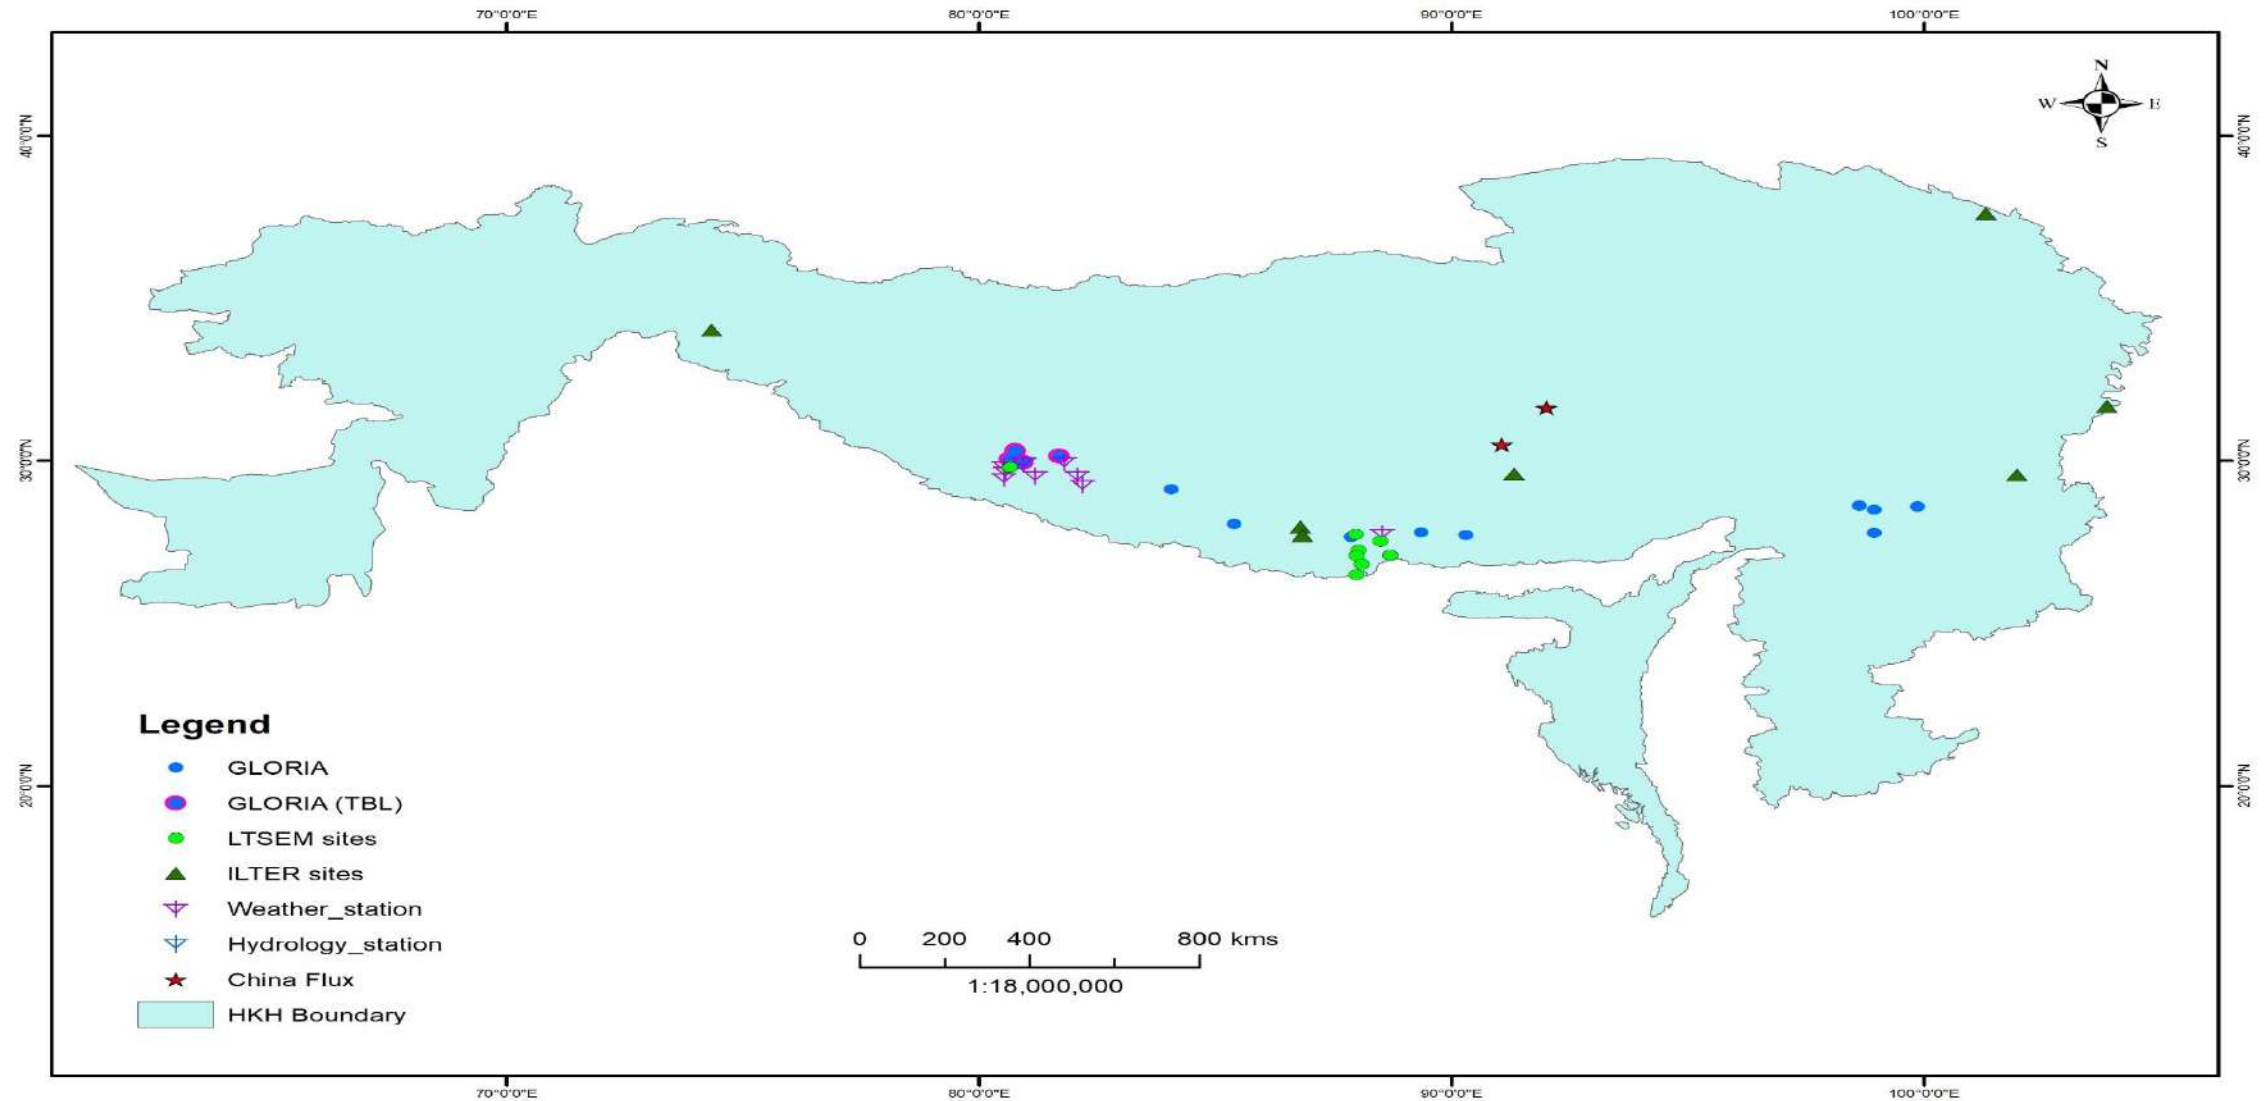 70°0'0"E 80°0'0"E 90°0'0"E 100°0'0"E
N
W E
S
40°0'0"N 40°0'0"N
30°0'0"N 30°0'0"N
20°0'0"N 20°0'0"N
Legend
GLORIA
GLORIA (TBL)
LTSEM sites
ILTER sites
Weather_station
Hydrology_station
China Flux
HKH Boundary
0 200 400 800 kms
1:18,000,000
70°0'0"E 80°0'0"E 90°0'0"E 100°0'0"E